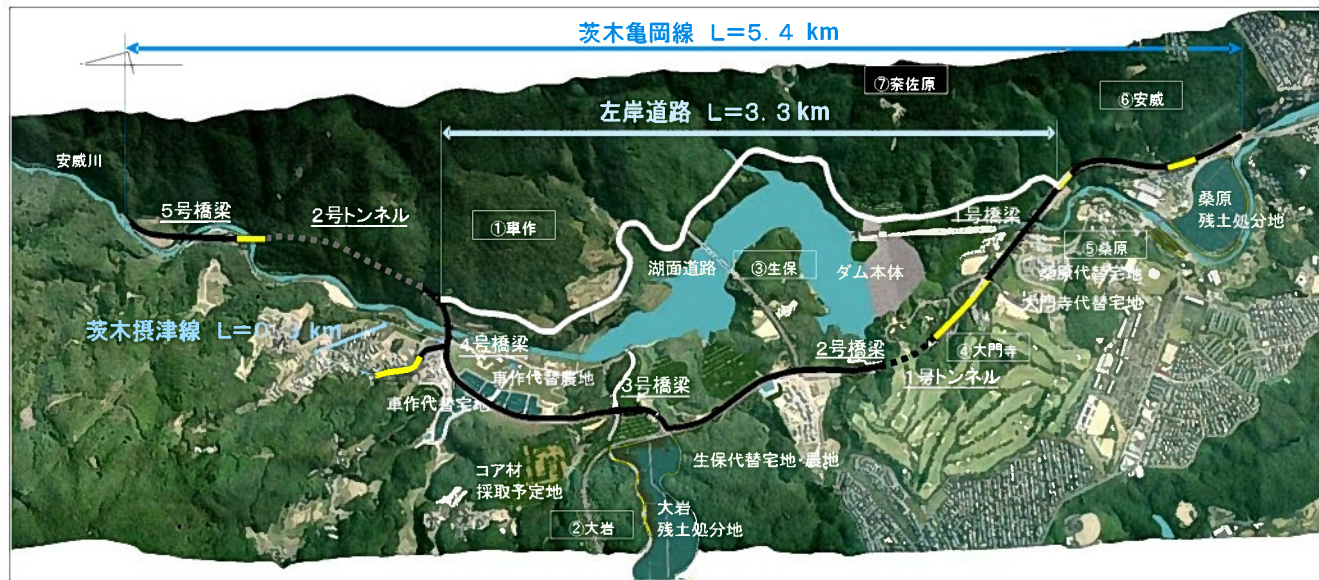 茨木亀岡線 L=5.4 km
⑦奈佐原
⑥安威
左岸道路 L=3.3 km
安威川
5号橋梁
2号トンネル
①車作
1号橋梁
桑原
残土処分地
湖面道路
③生保
ダム本体
⑤桑原
桑原代替宅地
大門寺代替宅地
茨木摂津線 L=0.3 km
4号橋梁
車作代替農地
2号橋梁
④大門寺
1号トンネル
3号橋梁
車作代替宅地
生保代替宅地・農地
コア材
採取予定地
大岩
残土処分地
②大岩